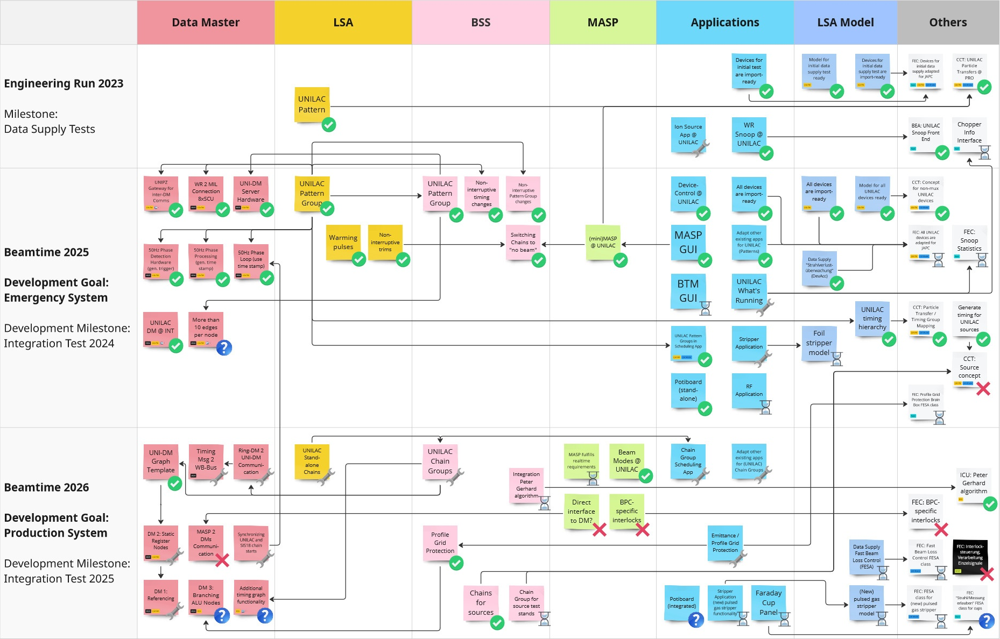 Data Master
LSA
BSS
MASP
Applications
LSA Model
Others
Engineering Run 2023
Milestone:
Data Supply Tests
UNILAC
Pattern
Devices for
initial test
are import-
ready
Model for
initial data
supply test
ready
Devices for
initial data
supply test are
import-ready
FEC: Devices for
initial data
supply adapted
for JAPC
CCT: UNILAC
Particle
Transfers @
PRO
Ion Source
App @
UNILAC
WR
Snoop @
UNILAC
BEA: UNILAC
Snoop Front
End
Chopper
Info
Interface
Beamtime 2025
Development Goal:
Emergency System
Development Milestone:
Integration Test 2024
UNIPZ
Gateway for
inter-DM
Comms
WR 2 MIL
Connection
8xSCU
UNI-DM
Server
Hardware
UNILAC
Pattern
Group
UNILAC
Pattern
Group
Non-
interruptive
timing
changes
Non-
interruptive
Pattern Group
changes
Device-
Control @
UNILAC
All devices
are import-
ready
All devices
are import-
ready
Model for all
UNILAC
devices ready
CCT: Concept
for non-mux
UNILAC
devices
50Hz Phase
Detection
Hardware
(gen. trigger)
50Hz Phase
Processing
(gen. time
stamp)
50Hz Phase
Loop (use
time stamp)
Warming
pulses
Non-
interruptive
trims
Switching
Chains to
"no beam"
(mini)MASP
@ UNILAC
MASP
GUI
Adapt other
existing apps
for UNILAC
(Patterns)
Data Supply
"Strahlverlust-
überwachung"
(DevAcc)
FEC: All UNILAC
devices are
adapted for
JAPC
FEC:
Snoop
Statistics
BTM
GUI
UNILAC
What's
Running
UNILAC
DM @ INT
More than
10 edges
per node
UNILAC
timing
hierarchy
CCT: Particle
Transfer /
Timing Group
Mapping
Generate
timing for
UNILAC
sources
UNILAC Pattern
Groups in
Scheduling App
Stripper
Application
Foil
stripper
model
CCT:
Source
concept
Potiboard
(stand-
alone)
RF
Application
FEC: Profile Grid
Protection Brain
Box FESA class
Beamtime 2026
Development Goal:
Production System
Development Milestone:
Integration Test 2025
UNI-DM
Graph
Template
Timing
Msg 2
WB-Bus
Ring-DM 2
UNI-DM
Communi-
cation
UNILAC
Stand-
alone
Chains
UNILAC
Chain
Groups
Integration
Peter
Gerhard
algorithm
MASP fulfills
realtime
requirements
Beam
Modes @
UNILAC
Chain
Group
Scheduling
App
Adapt other
existing apps
for (UNILAC)
Chain Groups
ICU: Peter
Gerhard
algorithm
Direct
interface
to DM?
BPC-
specific
interlocks
FEC: BPC-
specific
interlocks
DM 2: Static
Register
Nodes
MASP 2
DMs
Communi-
cation
Synchronizing
UNILAC and
SIS18 chain
starts
Profile
Grid
Protection
Emittance /
Profile Grid
Protection
Data Supply
Fast Beam
Loss Control
(FESA)
FEC: Fast
Beam Loss
Control FESA
class
FEC: Interlock-
steuerung,
Verarbeitung
Einzelsignale
DM 1:
Referencing
DM 3:
Branching
ALU Nodes
Additional
timing graph
functionality
Chains
for
sources
Chain
Group for
source test
stands
Potiboard
(integrated)
Stripper
Application
(new) pulsed
gas stripper
functionality
Faraday
Cup
Panel
(New)
pulsed gas
stripper
model
FEC: FESA
class for
(new) pulsed
gas stripper
FEC:
"Strahl/Messung
erlauben" FESA
class for cups